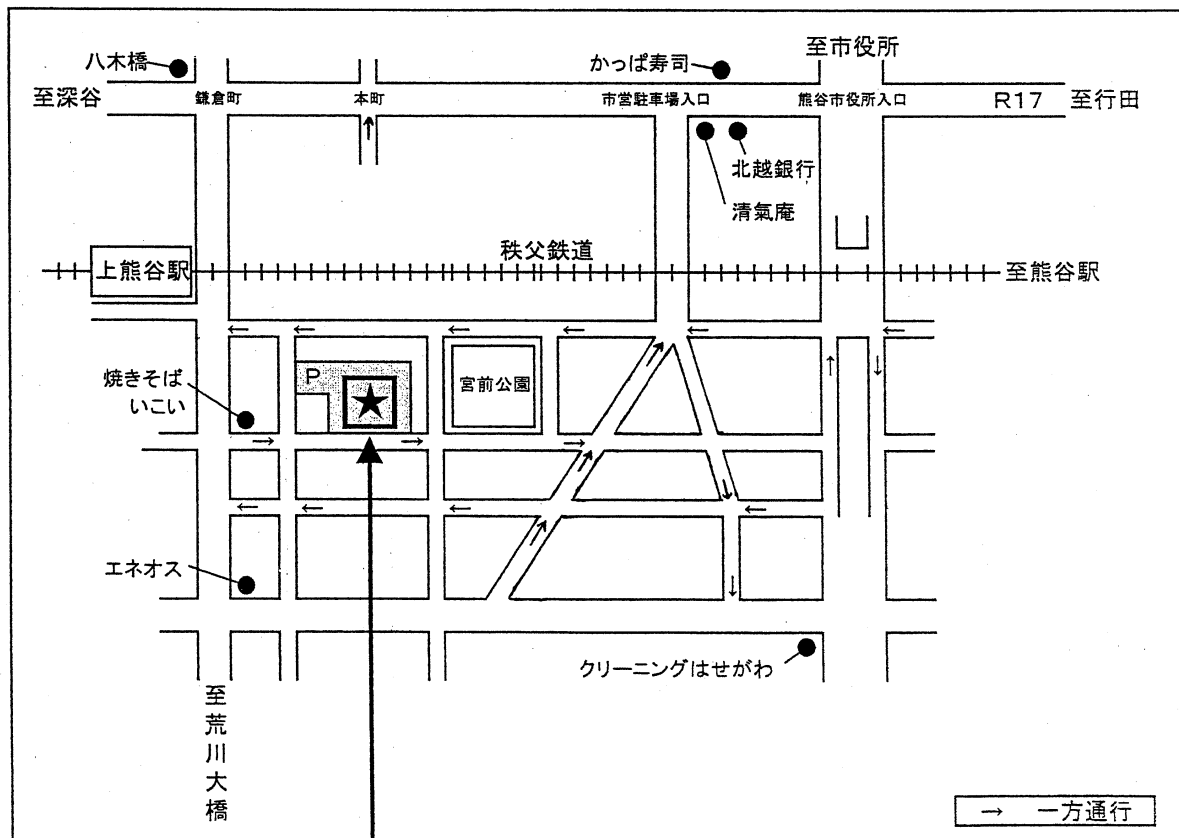 至市役所
八木橋
かっぱ寿司
至深谷
鎌倉町
本町
市営駐車場入口
熊谷市役所入口
R17
至行田
北越銀行
清氣庵
秩父鉄道
上熊谷駅
至熊谷駅
焼きそば
いこい
P
宮前公園
エネオス
クリーニングはせがわ
至荒川大橋
→ 一方通行